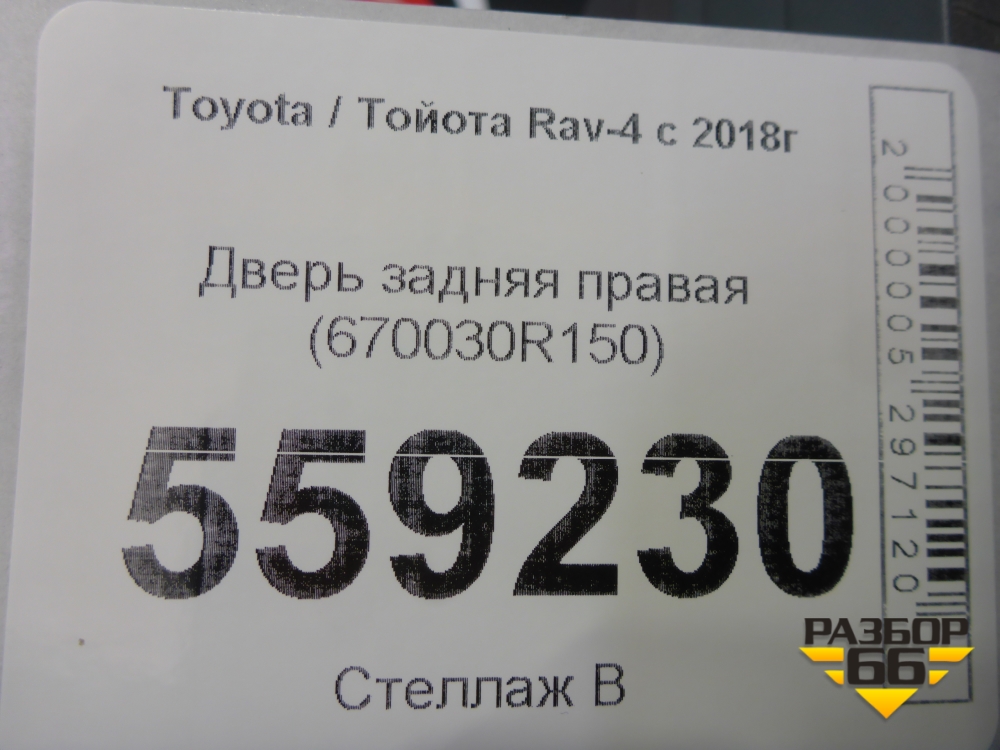 Toyota / Тойота Rav-4 с 2018г
Дверь задняя правая
(670030R150)
559230
Стеллаж В
2000005297120
РАЗБОР
66